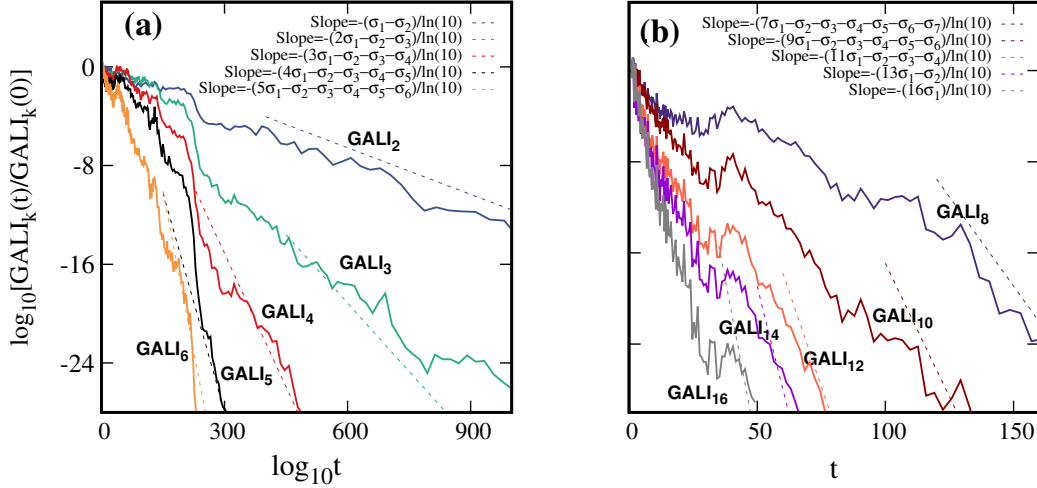 (a)
Slope=-(σ₁−σ₂)/ln(10)
Slope=-(2σ₁−σ₂−σ₃)/ln(10)
Slope=-(3σ₁−σ₂−σ₃−σ₄)/ln(10)
Slope=-(4σ₁−σ₂−σ₃−σ₄−σ₅)/ln(10)
Slope=-(5σ₁−σ₂−σ₃−σ₄−σ₅−σ₆)/ln(10)
log₁₀[GALIₖ(t)/GALIₖ(0)]
0
-8
-16
-24
GALI₂
GALI₃
GALI₄
GALI₅
GALI₆
0 300 600 900
log₁₀t
(b)
Slope=-(7σ₁−σ₂−σ₃−σ₄−σ₅−σ₆−σ₇)/ln(10)
Slope=-(9σ₁−σ₂−σ₃−σ₄−σ₅−σ₆)/ln(10)
Slope=-(11σ₁−σ₂−σ₃−σ₄)/ln(10)
Slope=-(13σ₁−σ₂)/ln(10)
Slope=-(16σ₁)/ln(10)
GALI₈
GALI₁₀
GALI₁₄
GALI₁₂
GALI₁₆
0 50 100 150
t